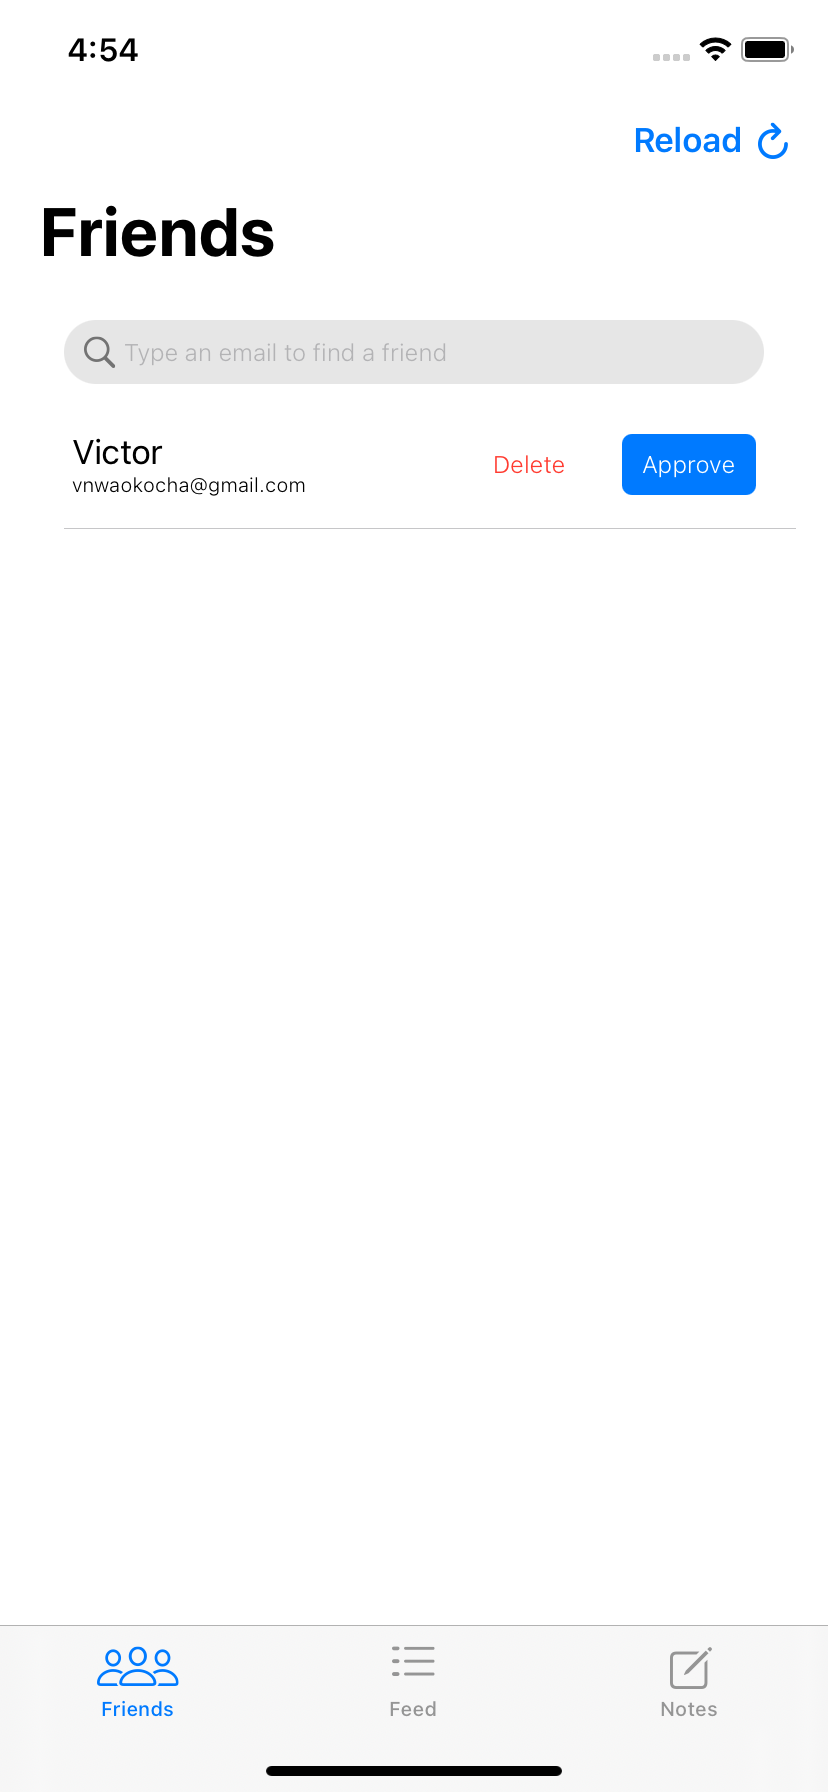 4:54
Reload
Friends
Type an email to find a friend
Victor
vnwaokocha@gmail.com
Delete
Approve
Friends
Feed
Notes